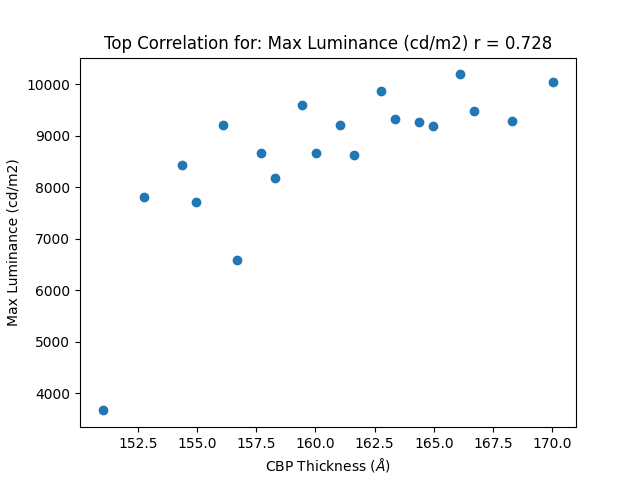 Top Correlation for: Max Luminance (cd/m2) r = 0.728
Max Luminance (cd/m2)
10000
9000
8000
7000
6000
5000
4000
152.5 155.0 157.5 160.0 162.5 165.0 167.5 170.0
CBP Thickness (Å)